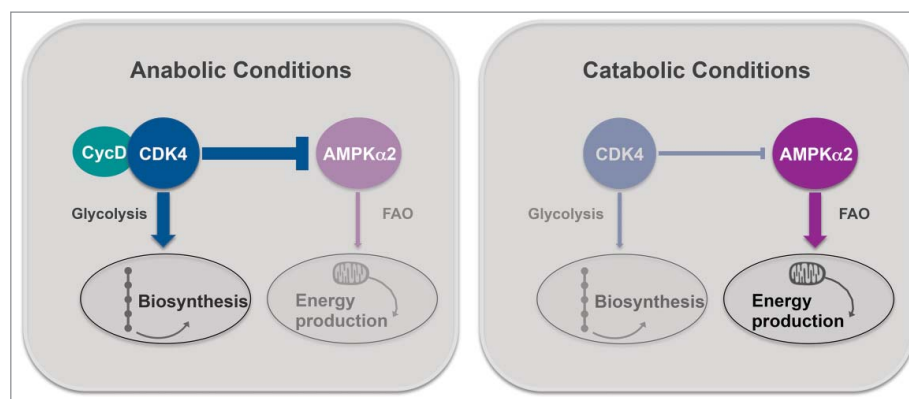 Anabolic Conditions
CycD
CDK4
AMPKα2
Glycolysis
FAO
Biosynthesis
Energy
production
Catabolic Conditions
CDK4
AMPKα2
Glycolysis
FAO
Biosynthesis
Energy
production